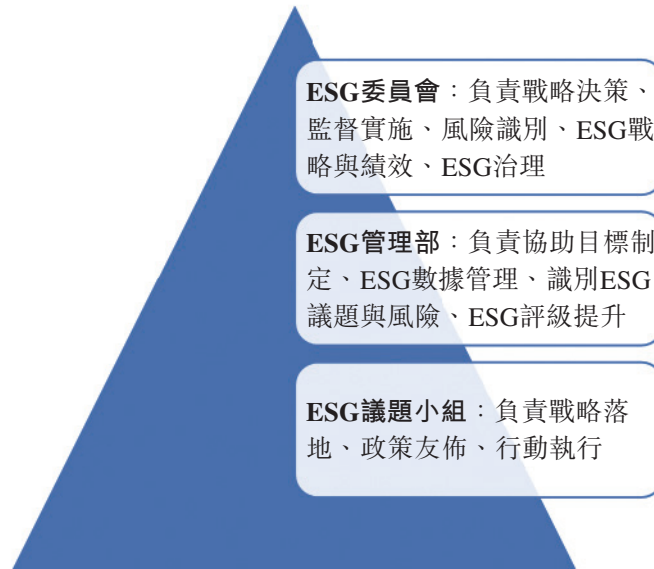 ESG委員會：負責戰略決策、
監督實施、風險識別、ESG戰
略與績效、ESG治理
ESG管理部：負責協助目標制
定、ESG數據管理、識別ESG
議題與風險、ESG評級提升
ESG議題小組：負責戰略落
地、政策友佈、行動執行